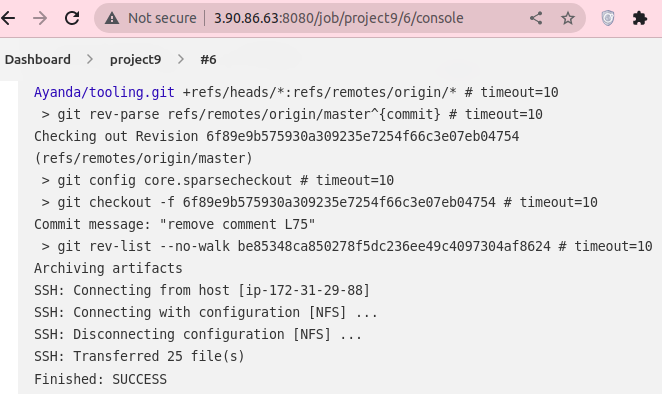 Not secure | 3.90.86.63:8080/job/project9/6/console
Dashboard > project9 > #6
Ayanda/tooling.git +refs/heads/*:refs/remotes/origin/* # timeout=10
> git rev-parse refs/remotes/origin/master^{commit} # timeout=10
Checking out Revision 6f89e9b575930a309235e7254f66c3e07eb04754
(refs/remotes/origin/master)
> git config core.sparsecheckout # timeout=10
> git checkout -f 6f89e9b575930a309235e7254f66c3e07eb04754 # timeout=10
Commit message: "remove comment L75"
> git rev-list --no-walk be85348ca850278f5dc236ee49c4097304af8624 # timeout=10
Archiving artifacts
SSH: Connecting from host [ip-172-31-29-88]
SSH: Connecting with configuration [NFS] ...
SSH: Disconnecting configuration [NFS] ...
SSH: Transferred 25 file(s)
Finished: SUCCESS